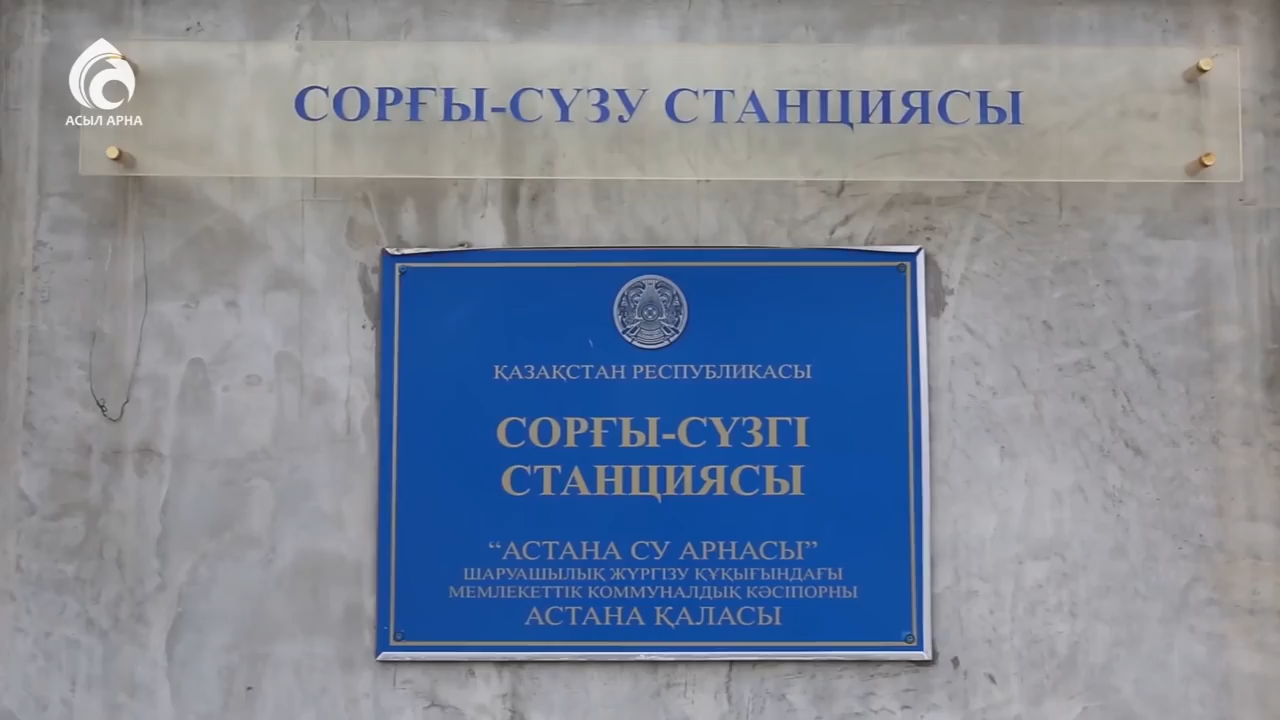 СОРҒЫ-СҮЗУ СТАНЦИЯСЫ
АСЫЛ АРНА
ҚАЗАҚСТАН РЕСПУБЛИКАСЫ
СОРҒЫ-СҮЗГІ
СТАНЦИЯСЫ
“АСТАНА СУ АРНАСЫ”
ШАРУАШЫЛЫҚ ЖҮРГІЗУ ҚҰҚЫҒЫНДАҒЫ
МЕМЛЕКЕТТІК КОММУНАЛДЫҚ КӘСІПОРНЫ
АСТАНА ҚАЛАСЫ